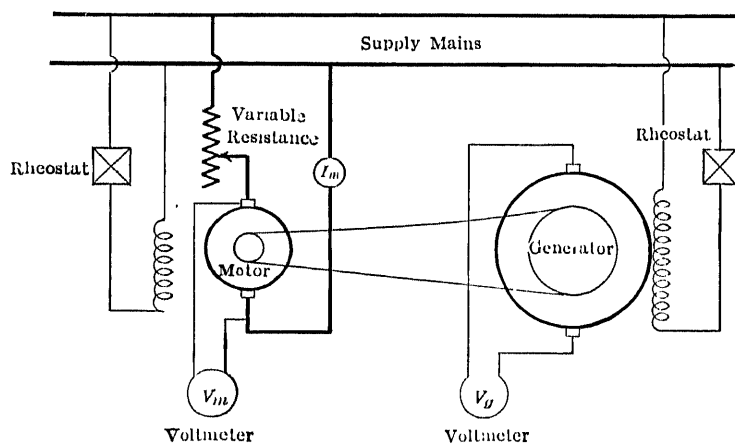 Supply Mains
Variable
Resistance
Rheostat
Rheostat
I_m
Motor
Generator
V_m
V_g
Voltmeter
Voltmeter